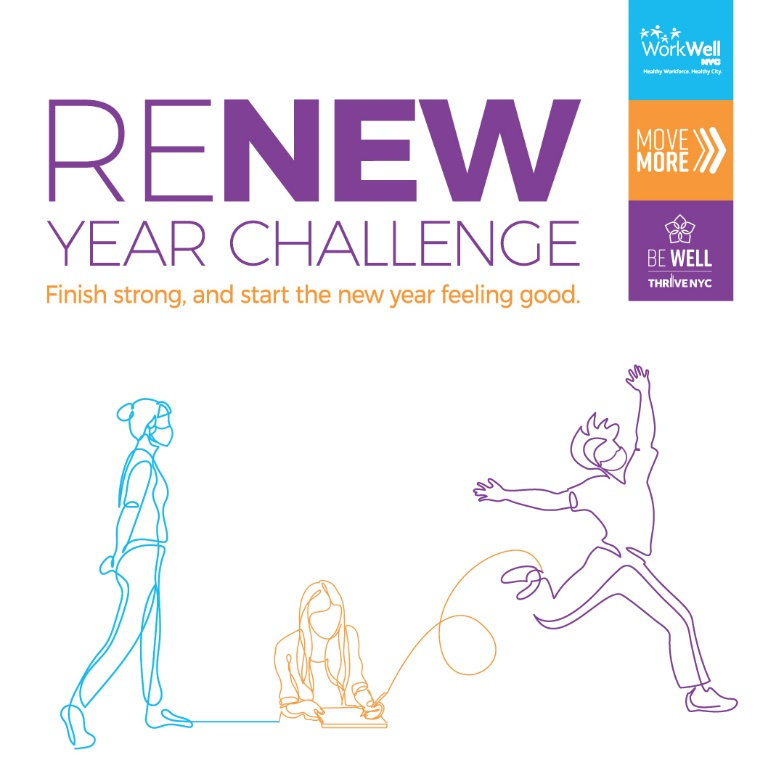 RENEW
YEAR CHALLENGE
Finish strong, and start the new year feeling good.
WorkWell
NYC
Healthy Workforce. Healthy City.
MOVE
MORE
BE WELL
THRIVE NYC